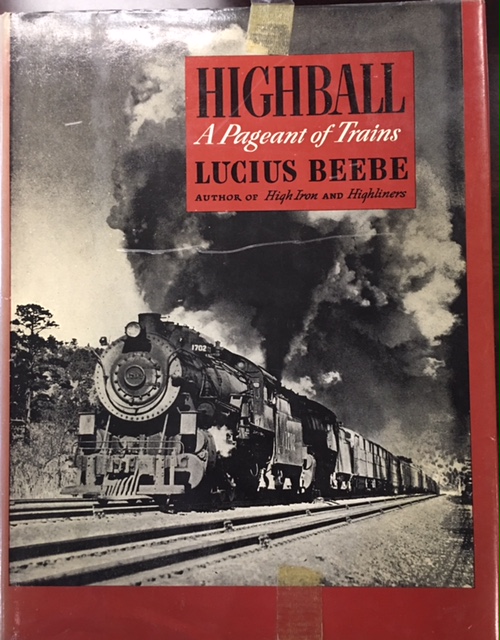 HIGHBALL
A Pageant of Trains
LUCIUS BEEBE
AUTHOR OF High Iron AND Highliners
1702